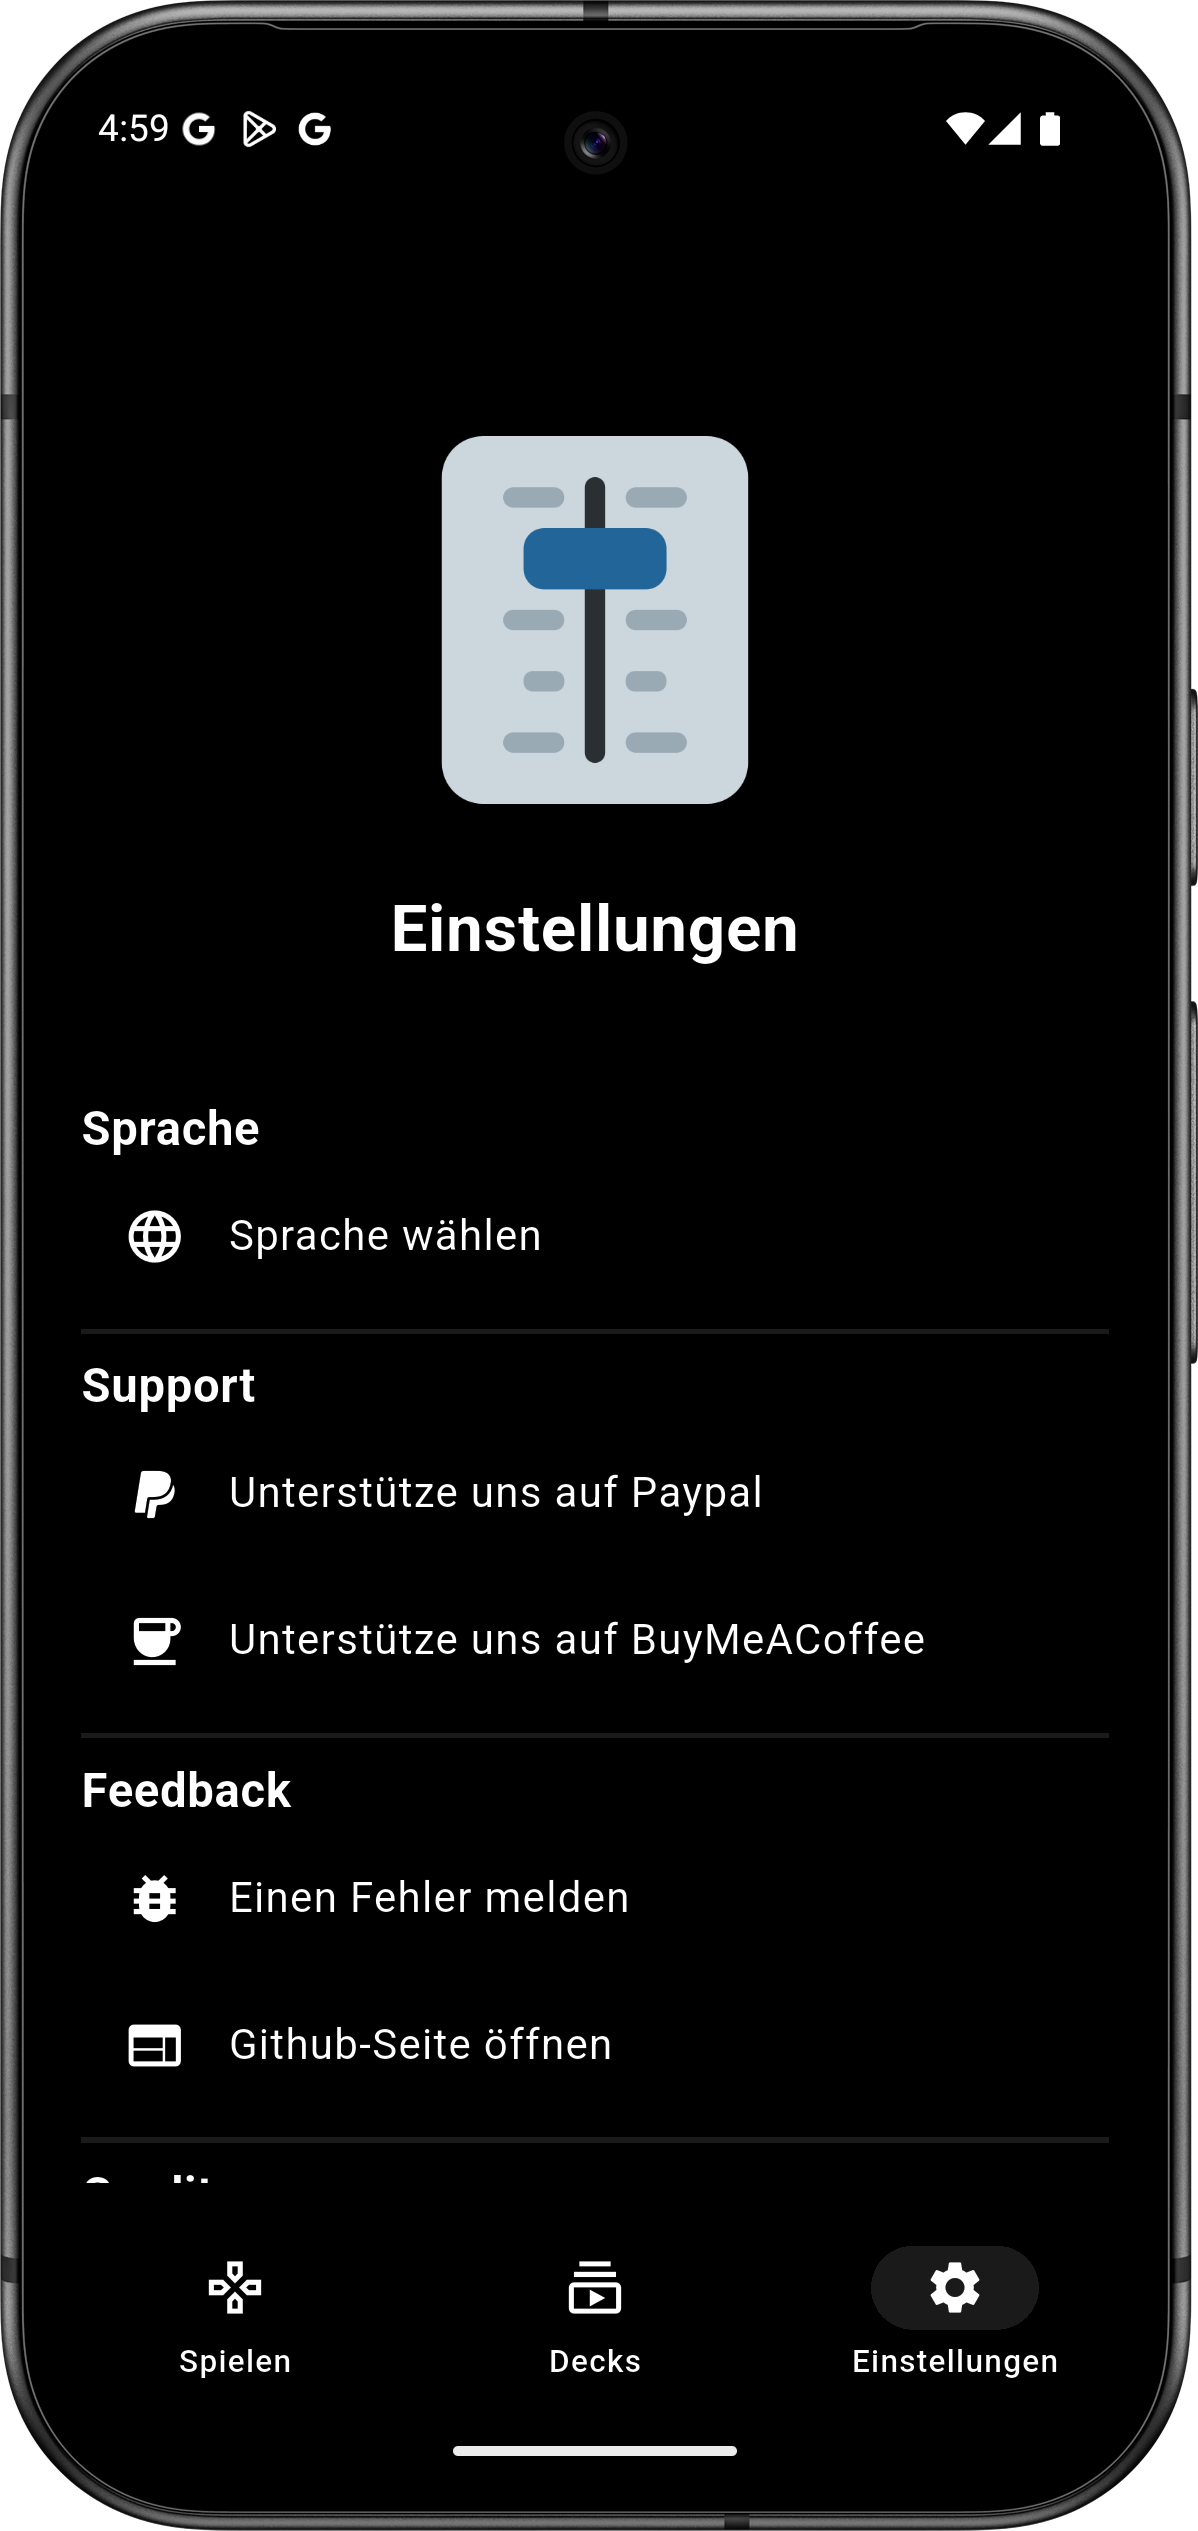 4:59
Einstellungen
Sprache
Sprache wählen
Support
Unterstütze uns auf Paypal
Unterstütze uns auf BuyMeACoffee
Feedback
Einen Fehler melden
Github-Seite öffnen
Spielen
Decks
Einstellungen